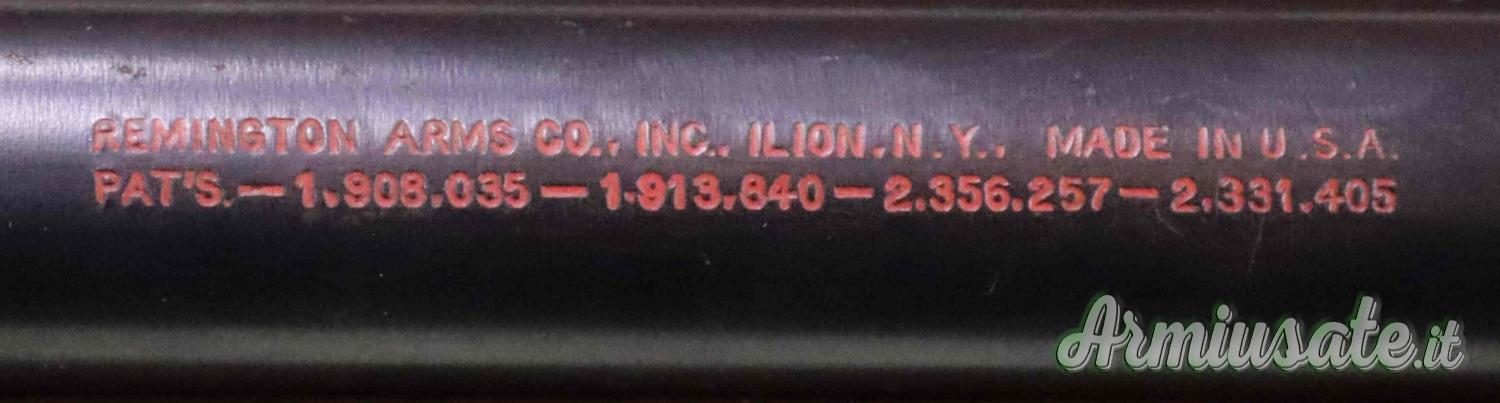 REMINGTON ARMS CO., INC., ILION, N.Y., MADE IN U.S.A.
PAT'S.—1,908,035—1,913,640—2,356,257—2,331,405
Armiusate.it